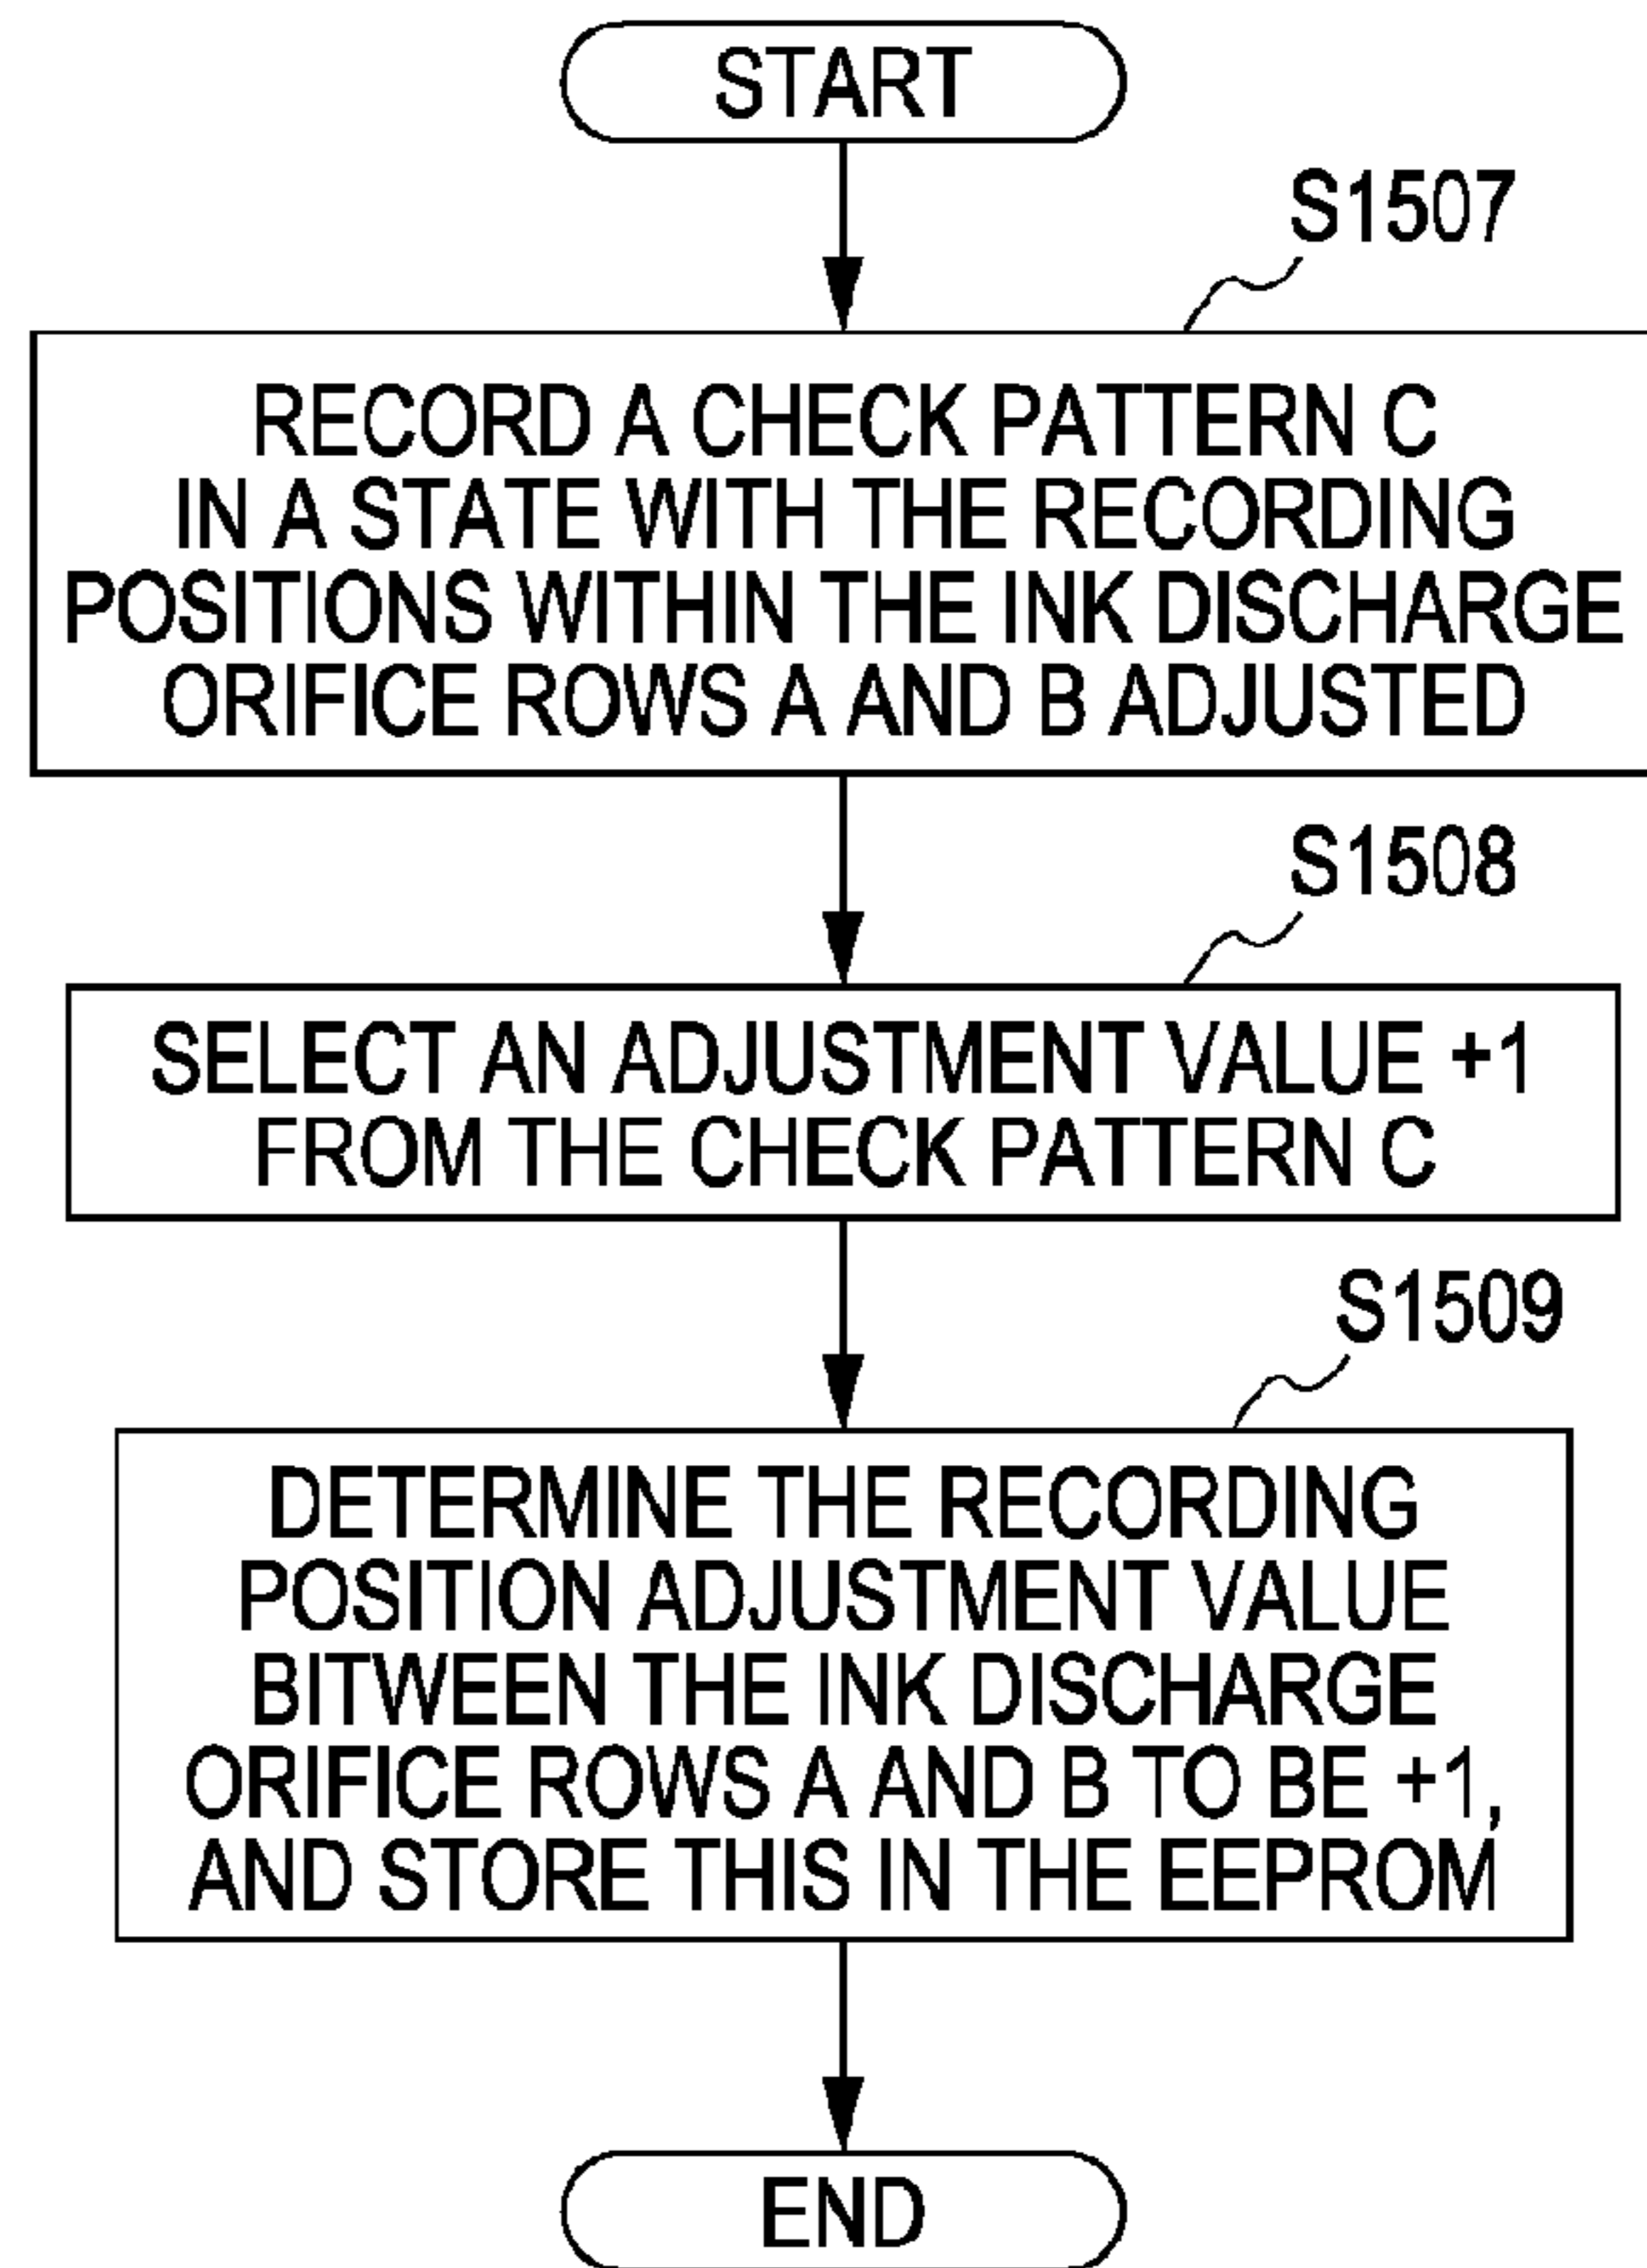 START
S1507
RECORD A CHECK PATTERN C
IN A STATE WITH THE RECORDING
POSITIONS WITHIN THE INK DISCHARGE
ORIFICE ROWS A AND B ADJUSTED
S1508
SELECT AN ADJUSTMENT VALUE +1
FROM THE CHECK PATTERN C
S1509
DETERMINE THE RECORDING
POSITION ADJUSTMENT VALUE
BITWEEN THE INK DISCHARGE
ORIFICE ROWS A AND B TO BE +1,
AND STORE THIS IN THE EEPROM
END